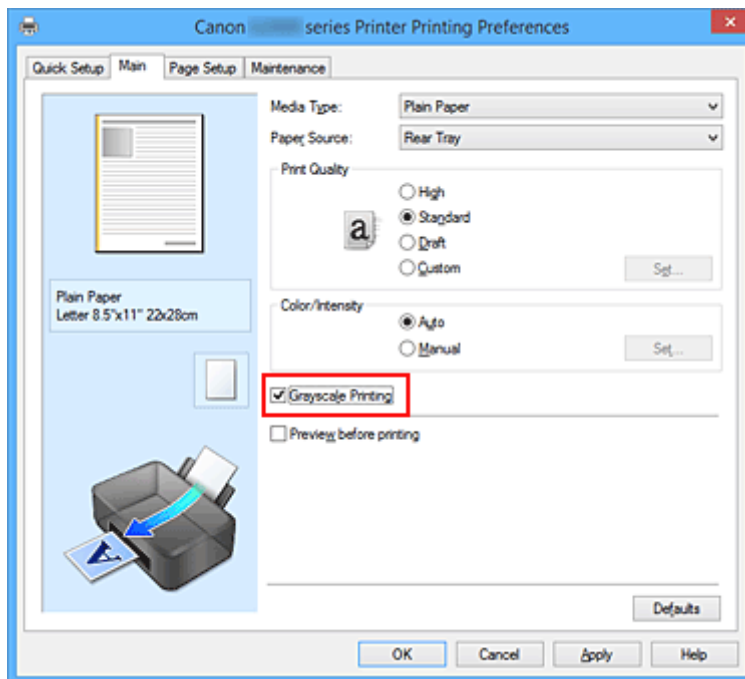 Canon series Printer Printing Preferences
Quick Setup Main Page Setup Maintenance
Media Type: Plain Paper
Paper Source: Rear Tray
Print Quality
High
a Standard
Draft
Custom Set...
Plain Paper
Letter 8.5"x11" 22x28cm
Color/Intensity
Auto
Manual Set...
Grayscale Printing
Preview before printing
A
Defaults
OK Cancel Apply Help